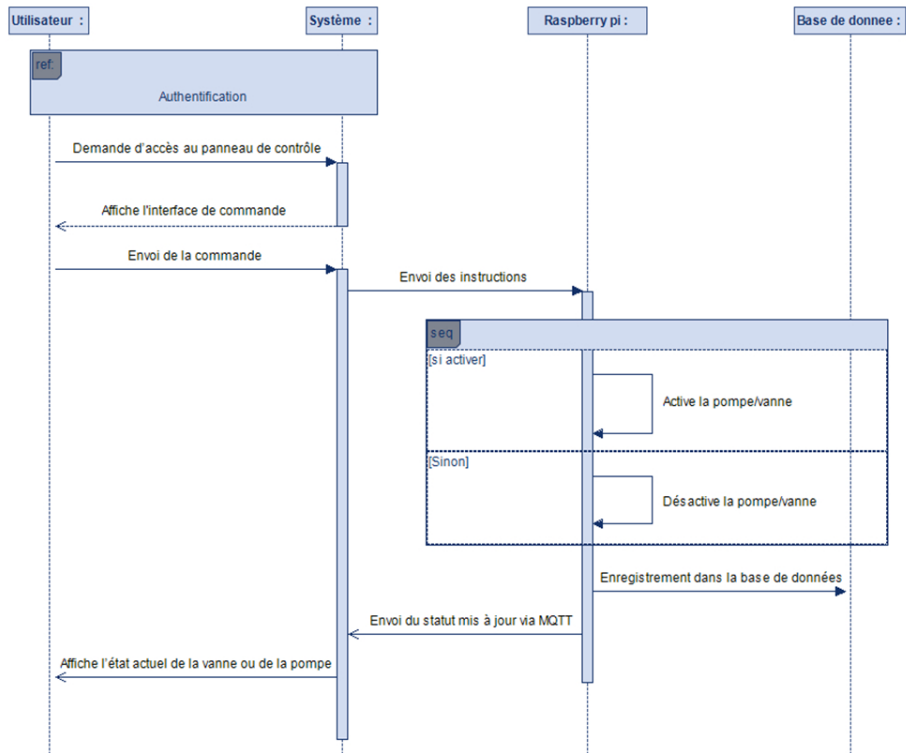 Utilisateur :
Système :
Raspberry pi :
Base de donnee :
ref:
Authentification
Demande d'accès au panneau de contrôle
Affiche l'interface de commande
Envoi de la commande
Envoi des instructions
seq
[si activer]
Active la pompe/vanne
[Sinon]
Désactive la pompe/vanne
Enregistrement dans la base de données
Envoi du statut mis à jour via MQTT
Affiche l'état actuel de la vanne ou de la pompe